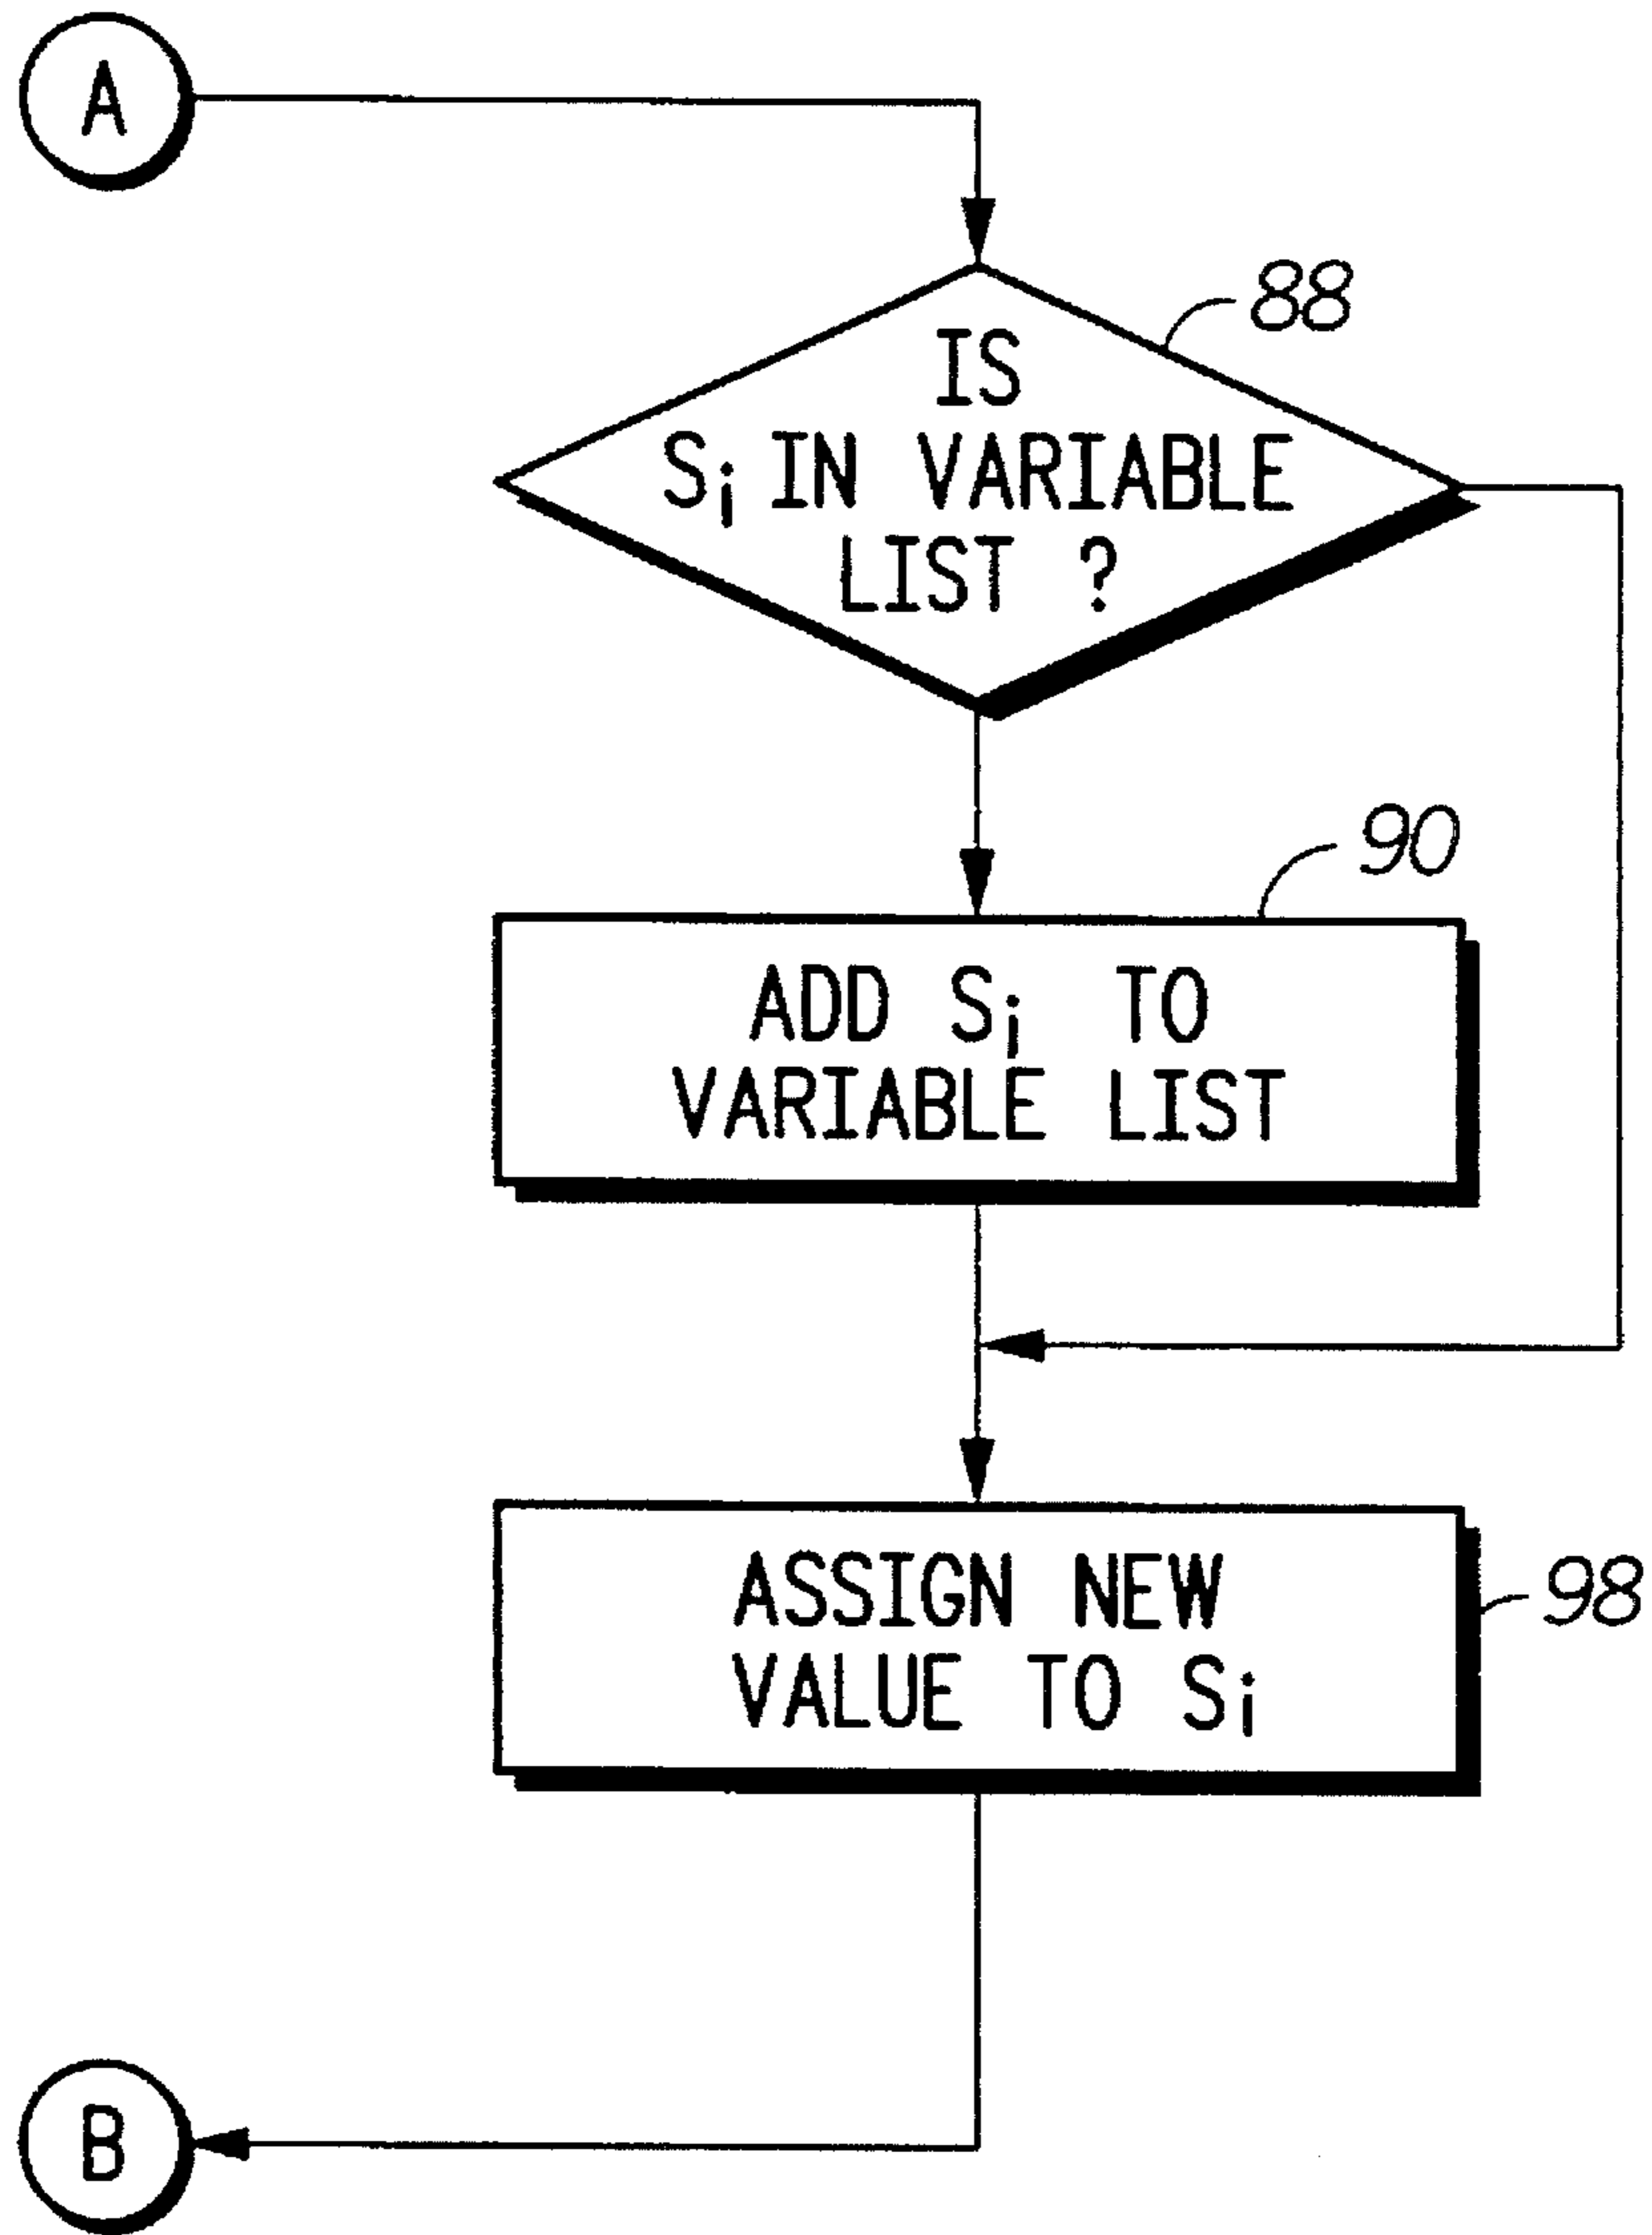 A
88
IS
Si IN VARIABLE
LIST ?
90
ADD Si TO
VARIABLE LIST
ASSIGN NEW
VALUE TO Si
98
B